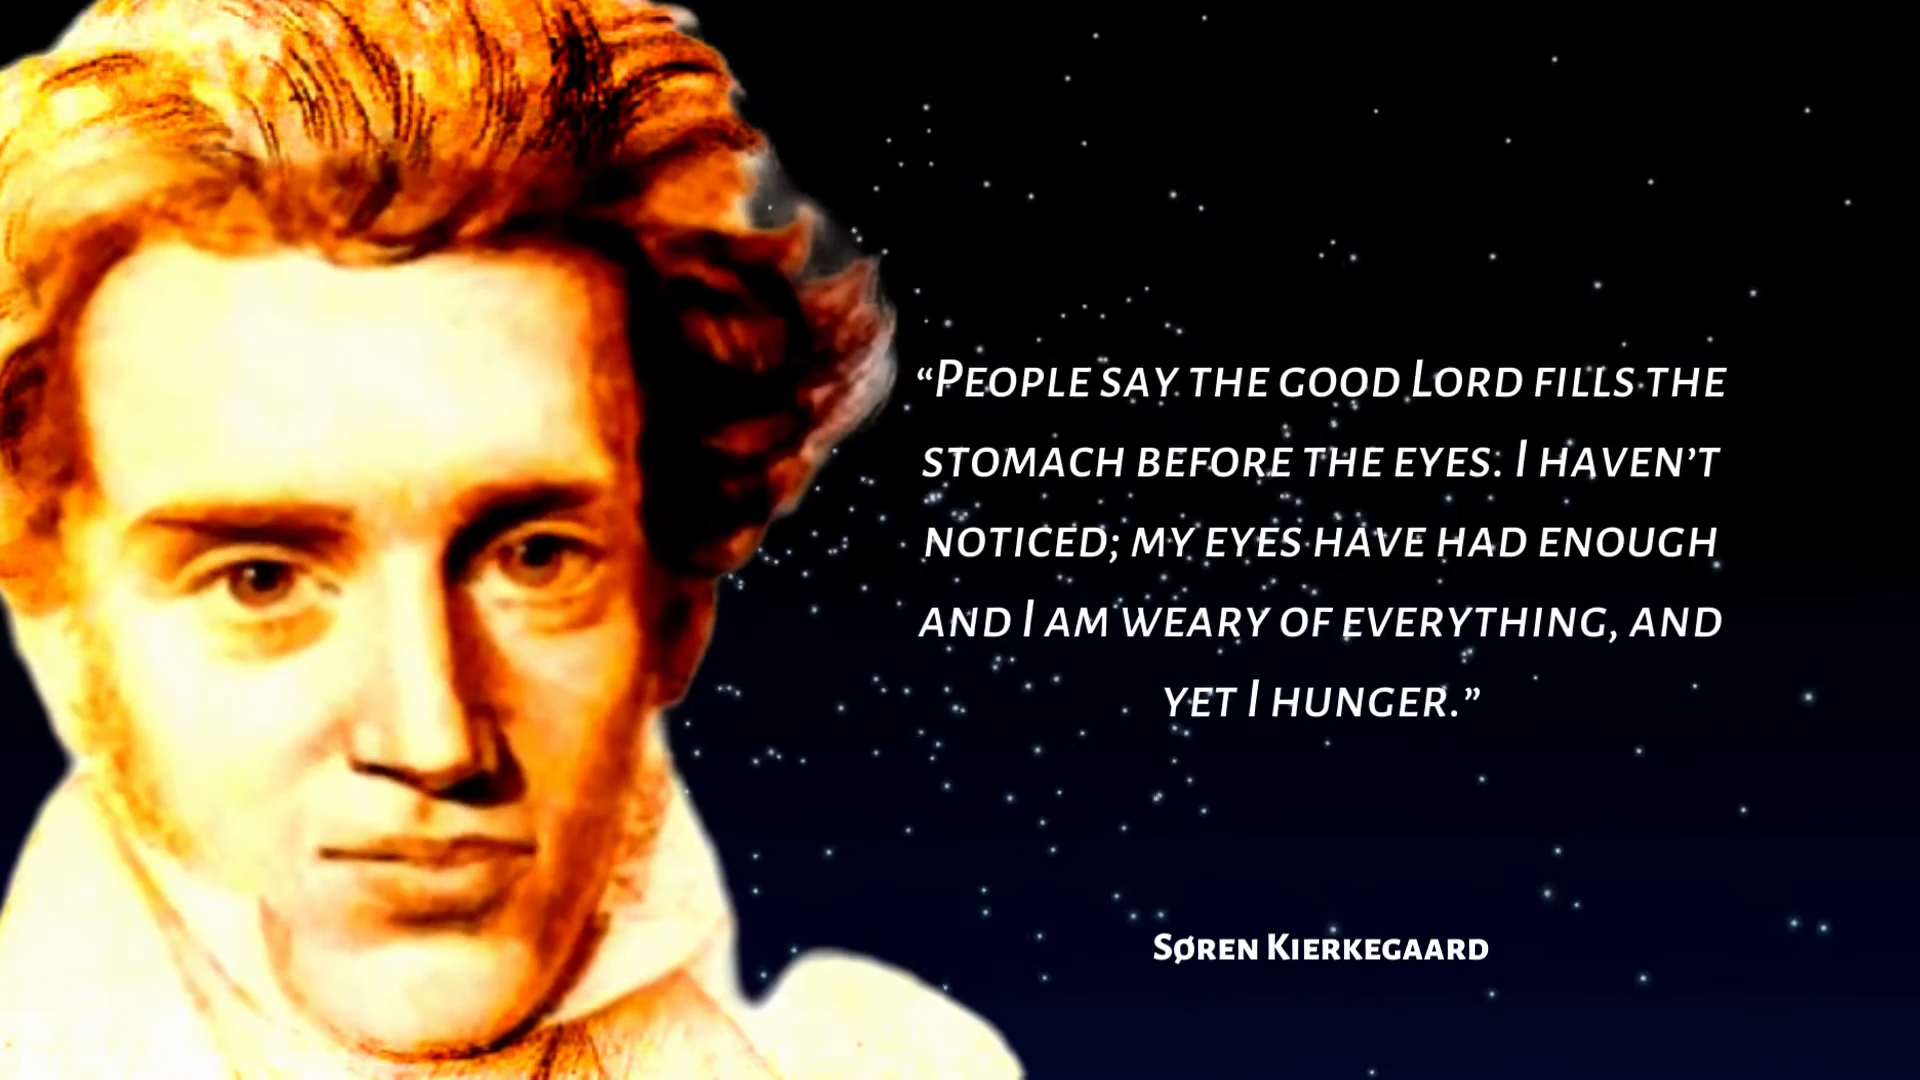 “People say the good Lord fills the
stomach before the eyes. I haven’t
noticed; my eyes have had enough
and I am weary of everything, and
yet I hunger.”
Søren Kierkegaard